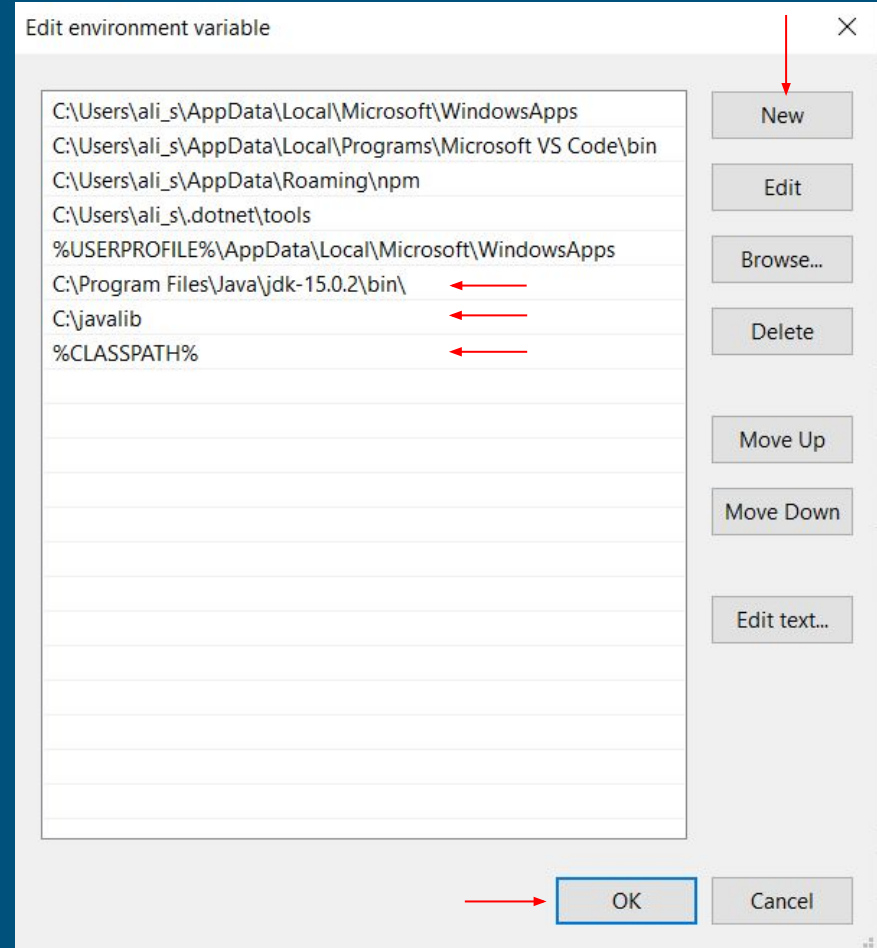 Edit environment variable
C:\Users\ali_s\AppData\Local\Microsoft\WindowsApps
C:\Users\ali_s\AppData\Local\Programs\Microsoft VS Code\bin
C:\Users\ali_s\AppData\Roaming\npm
C:\Users\ali_s\.dotnet\tools
%USERPROFILE%\AppData\Local\Microsoft\WindowsApps
C:\Program Files\Java\jdk-15.0.2\bin\
C:\javalib
%CLASSPATH%
New
Edit
Browse...
Delete
Move Up
Move Down
Edit text...
OK
Cancel